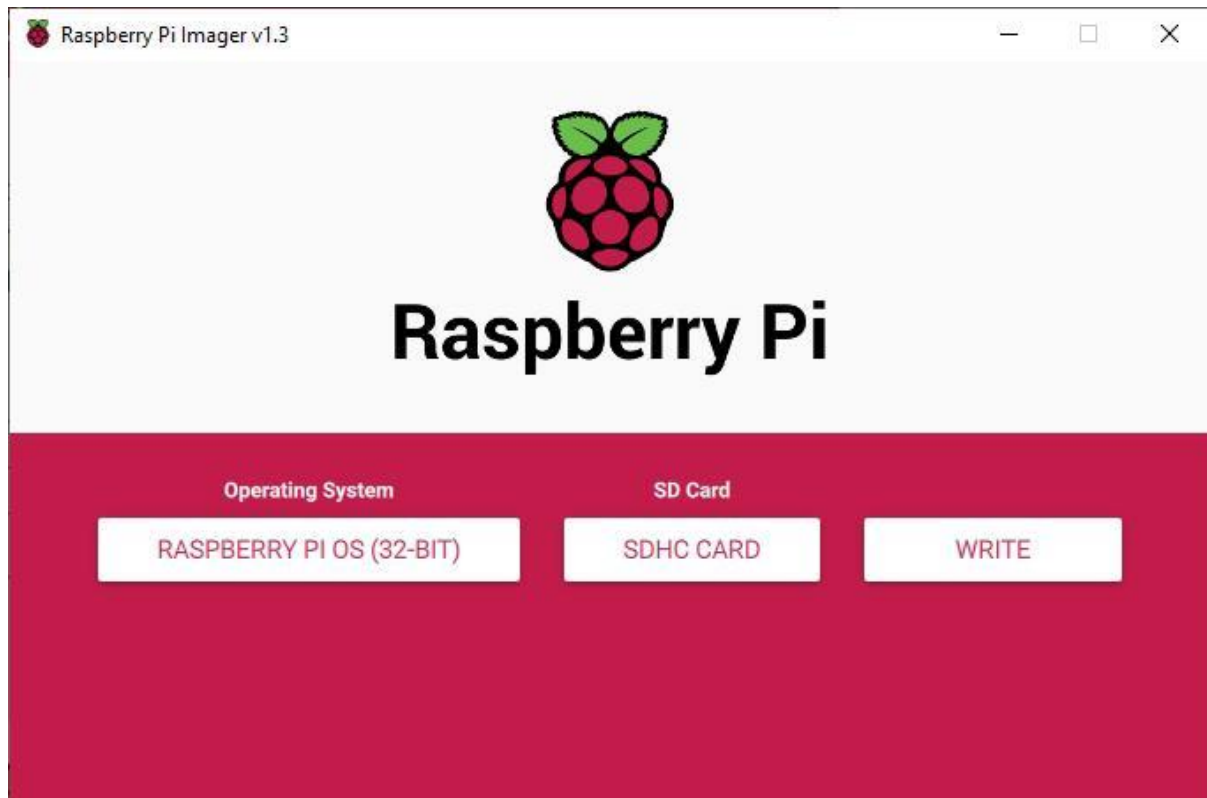 Raspberry Pi Imager v1.3
Raspberry Pi
Operating System
SD Card
RASPBERRY PI OS (32-BIT)
SDHC CARD
WRITE